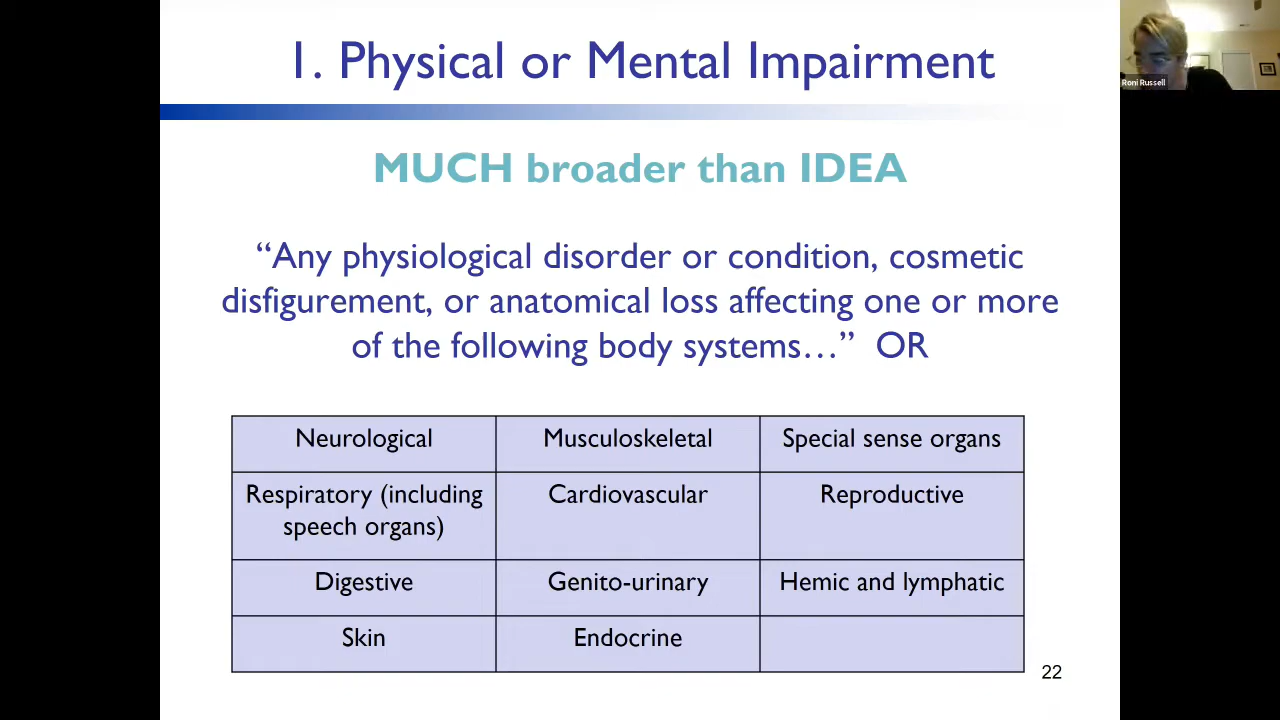 1. Physical or Mental Impairment
Roni Russell
MUCH broader than IDEA
“Any physiological disorder or condition, cosmetic
disfigurement, or anatomical loss affecting one or more
of the following body systems…” OR
Neurological Musculoskeletal Special sense organs
Respiratory (including Cardiovascular Reproductive
speech organs)
Digestive Genito-urinary Hemic and lymphatic
Skin Endocrine
22